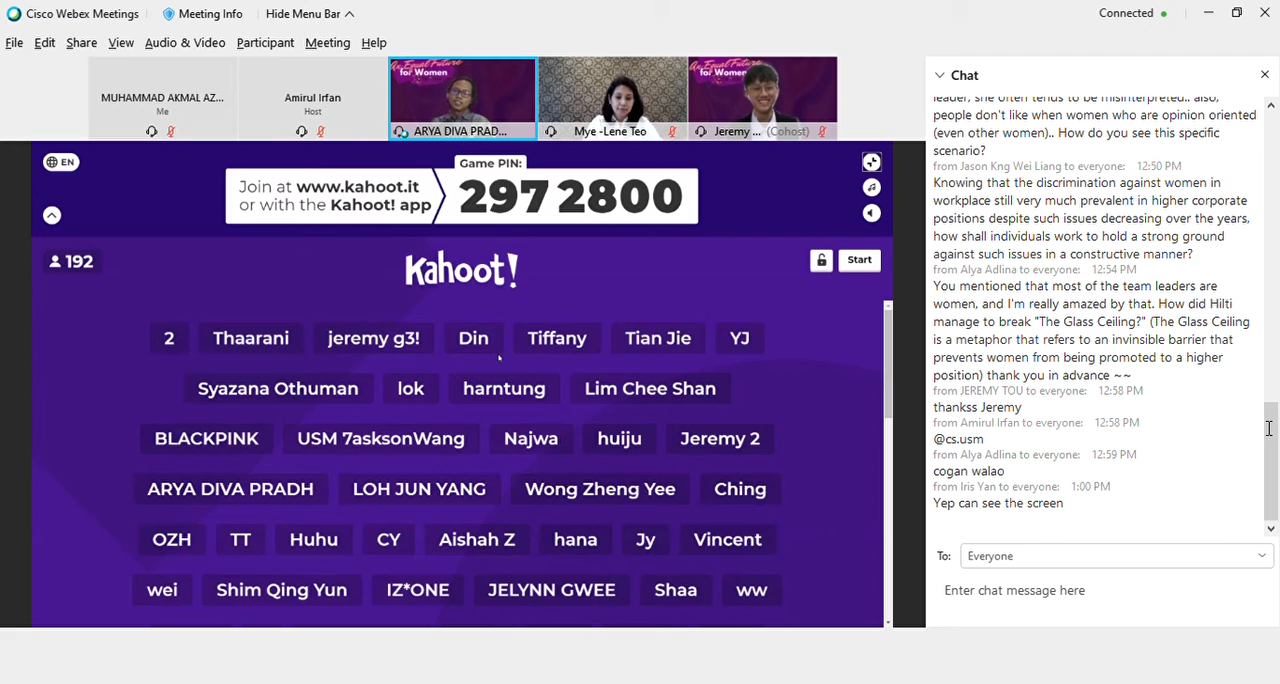 Cisco Webex Meetings
Meeting Info
Hide Menu Bar
Connected
File Edit Share View Audio & Video Participant Meeting Help
MUHAMMAD AKMAL AZ...
Me
Amirul Irfan
Host
An Equal Future
for Women
ARYA DIVA PRAD...
Mye -Lene Teo
An Equal Future
for Women
Jeremy ... (Cohost)
EN
Join at www.kahoot.it
or with the Kahoot! app
Game PIN:
297 2800
192
Kahoot!
Start
2 Thaarani jeremy g3! Din Tiffany Tian Jie YJ
Syazana Othuman lok harntung Lim Chee Shan
BLACKPINK USM 7asksonWang Najwa huiju Jeremy 2
ARYA DIVA PRADH LOH JUN YANG Wong Zheng Yee Ching
OZH TT Huhu CY Aishah Z hana Jy Vincent
wei Shim Qing Yun IZ*ONE JELYNN GWEE Shaa ww
Chat
leader, she often tends to be misinterpreted.. also,
people don't like when women who are opinion oriented
(even other women).. How do you see this specific
scenario?
from Jason Kng Wei Liang to everyone: 12:50 PM
Knowing that the discrimination against women in
workplace still very much prevalent in higher corporate
positions despite such issues decreasing over the years,
how shall individuals work to hold a strong ground
against such issues in a constructive manner?
from Alya Adlina to everyone: 12:54 PM
You mentioned that most of the team leaders are
women, and I'm really amazed by that. How did Hilti
manage to break "The Glass Ceiling?" (The Glass Ceiling
is a metaphor that refers to an invisible barrier that
prevents women from being promoted to a higher
position) thank you in advance ~~
from JEREMY TOU to everyone: 12:58 PM
thankss Jeremy
from Amirul Irfan to everyone: 12:58 PM
@cs.usm
from Alya Adlina to everyone: 12:59 PM
cogan walao
from Iris Yan to everyone: 1:00 PM
Yep can see the screen
To: Everyone
Enter chat message here